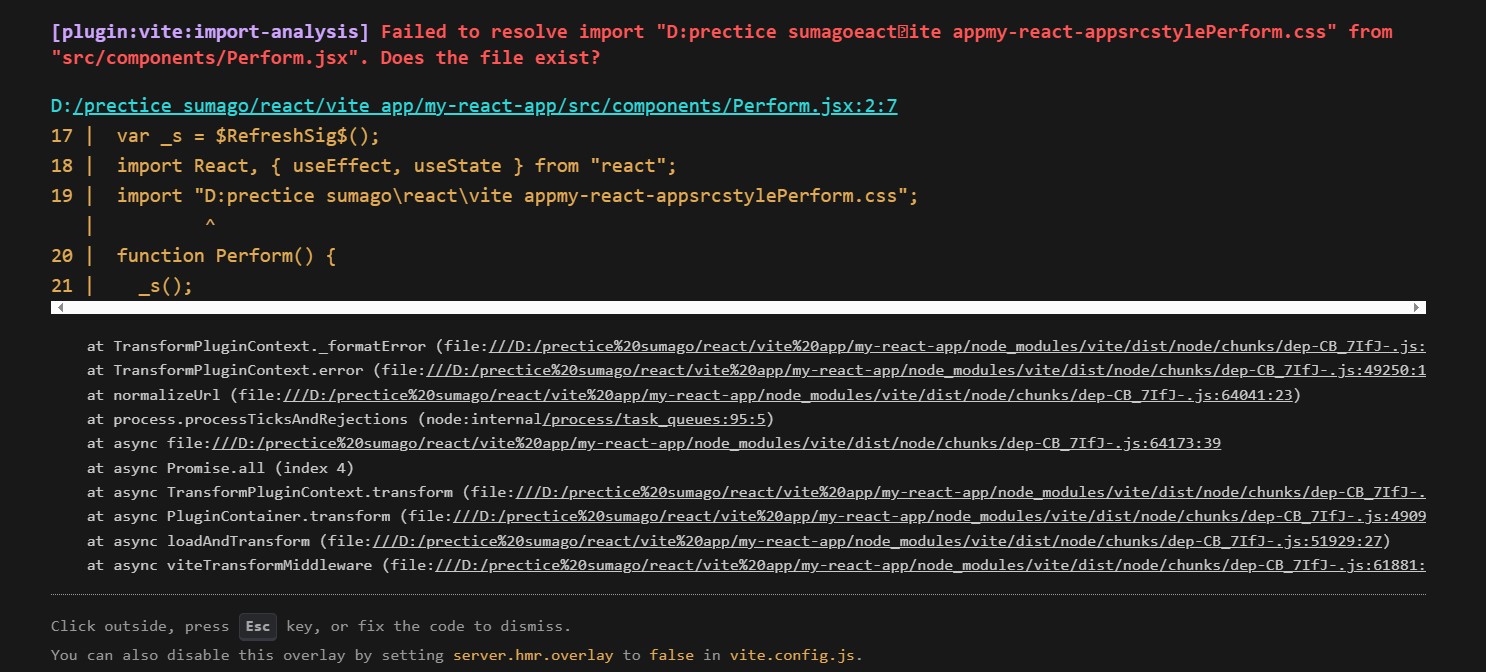 [plugin:vite:import-analysis] Failed to resolve import "D:prectice sumagoeact�ite appmy-react-appsrcstylePerform.css" from
"src/components/Perform.jsx". Does the file exist?
D:/prectice sumago/react/vite app/my-react-app/src/components/Perform.jsx:2:7
17 |  var _s = $RefreshSig$();
18 |  import React, { useEffect, useState } from "react";
19 |  import "D:prectice sumago\react\vite appmy-react-appsrcstylePerform.css";
   |          ^
20 |  function Perform() {
21 |    _s();
at TransformPluginContext._formatError (file:///D:/prectice%20sumago/react/vite%20app/my-react-app/node_modules/vite/dist/node/chunks/dep-CB_7IfJ-.js:
at TransformPluginContext.error (file:///D:/prectice%20sumago/react/vite%20app/my-react-app/node_modules/vite/dist/node/chunks/dep-CB_7IfJ-.js:49250:1
at normalizeUrl (file:///D:/prectice%20sumago/react/vite%20app/my-react-app/node_modules/vite/dist/node/chunks/dep-CB_7IfJ-.js:64041:23)
at process.processTicksAndRejections (node:internal/process/task_queues:95:5)
at async file:///D:/prectice%20sumago/react/vite%20app/my-react-app/node_modules/vite/dist/node/chunks/dep-CB_7IfJ-.js:64173:39
at async Promise.all (index 4)
at async TransformPluginContext.transform (file:///D:/prectice%20sumago/react/vite%20app/my-react-app/node_modules/vite/dist/node/chunks/dep-CB_7IfJ-.
at async PluginContainer.transform (file:///D:/prectice%20sumago/react/vite%20app/my-react-app/node_modules/vite/dist/node/chunks/dep-CB_7IfJ-.js:4909
at async loadAndTransform (file:///D:/prectice%20sumago/react/vite%20app/my-react-app/node_modules/vite/dist/node/chunks/dep-CB_7IfJ-.js:51929:27)
at async viteTransformMiddleware (file:///D:/prectice%20sumago/react/vite%20app/my-react-app/node_modules/vite/dist/node/chunks/dep-CB_7IfJ-.js:61881:
Click outside, press Esc key, or fix the code to dismiss.
You can also disable this overlay by setting server.hmr.overlay to false in vite.config.js.